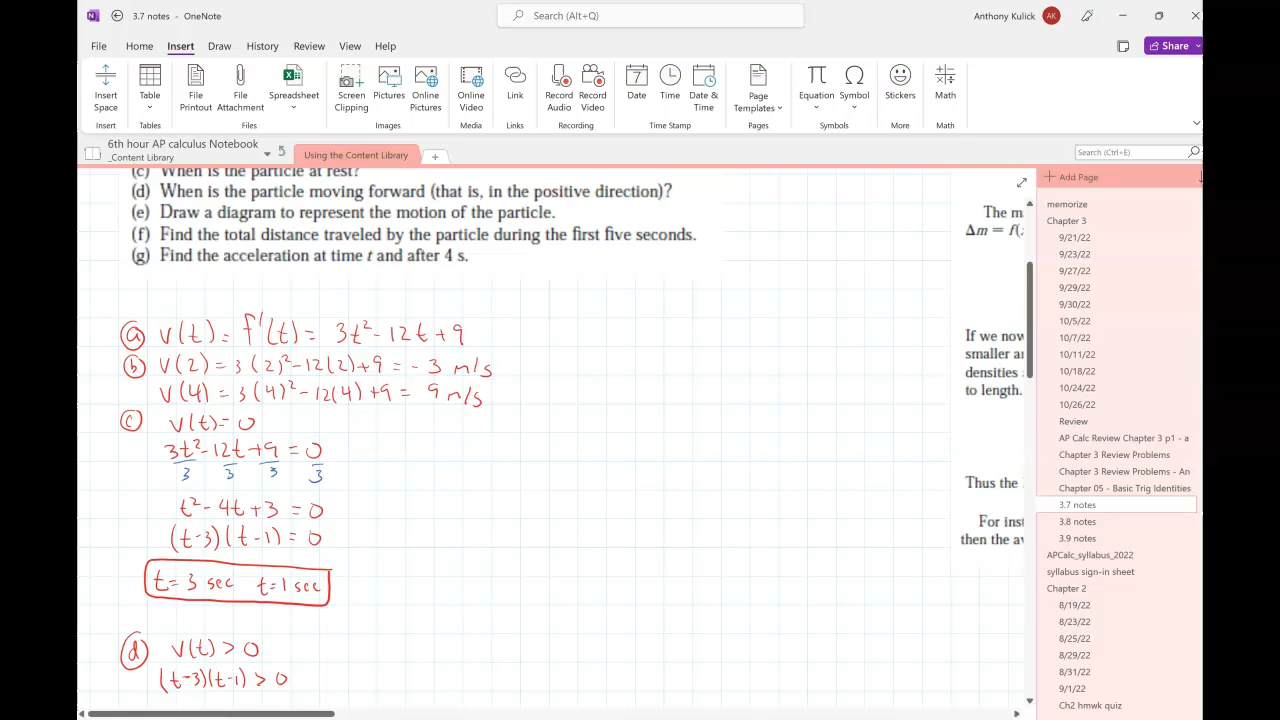 3.7 notes - OneNote
Search (Alt+Q)
Anthony Kulick
AK
File Home Insert Draw History Review View Help
Share
Insert Space
Table
File Printout
File Attachment
Spreadsheet
Screen Clipping
Pictures
Online Pictures
Online Video
Link
Record Audio
Record Video
Date
Time
Date & Time
Page Templates
Equation
Symbol
Stickers
Math
Insert Tables Files Images Media Links Recording Time Stamp Pages Symbols More Math
6th hour AP calculus Notebook
_Content Library
Using the Content Library
Search (Ctrl+E)
(c) When is the particle at rest?
(d) When is the particle moving forward (that is, in the positive direction)?
(e) Draw a diagram to represent the motion of the particle.
(f) Find the total distance traveled by the particle during the first five seconds.
(g) Find the acceleration at time t and after 4 s.
(a) v(t) = f'(t) = 3t² - 12t + 9
(b) v(2) = 3(2)² - 12(2) + 9 = -3 m/s
v(4) = 3(4)² - 12(4) + 9 = 9 m/s
(c) v(t) = 0
3t² - 12t + 9 = 0
3 3 3 3
t² - 4t + 3 = 0
(t-3)(t-1) = 0
t = 3 sec t = 1 sec
(d) v(t) > 0
(t-3)(t-1) > 0
The m
Δm = f(
If we now
smaller an
densities
to length.
Thus the
For inst
then the av
Add Page
memorize
Chapter 3
9/21/22
9/23/22
9/27/22
9/29/22
9/30/22
10/5/22
10/7/22
10/11/22
10/18/22
10/24/22
10/26/22
Review
AP Calc Review Chapter 3 p1 - a
Chapter 3 Review Problems
Chapter 3 Review Problems - An
Chapter 05 - Basic Trig Identities
3.7 notes
3.8 notes
3.9 notes
APCalc_syllabus_2022
syllabus sign-in sheet
Chapter 2
8/19/22
8/23/22
8/25/22
8/29/22
8/31/22
9/1/22
Ch2 hmwk quiz